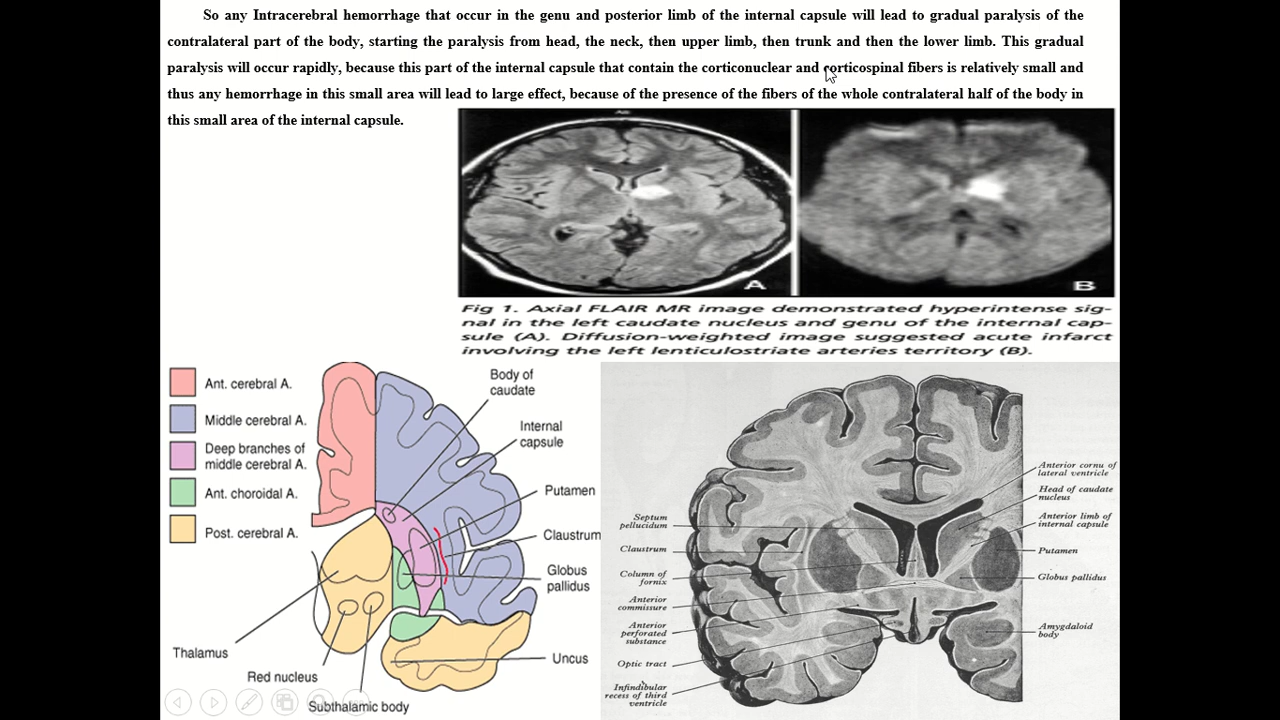 So any Intracerebral hemorrhage that occur in the genu and posterior limb of the internal capsule will lead to gradual paralysis of the
contralateral part of the body, starting the paralysis from head, the neck, then upper limb, then trunk and then the lower limb. This gradual
paralysis will occur rapidly, because this part of the internal capsule that contain the corticonuclear and corticospinal fibers is relatively small and
thus any hemorrhage in this small area will lead to large effect, because of the presence of the fibers of the whole contralateral half of the body in
this small area of the internal capsule.
A
B
Fig 1. Axial FLAIR MR image demonstrated hyperintense sig-
nal in the left caudate nucleus and genu of the internal cap-
sule (A). Diffusion-weighted image suggested acute infarct
involving the left lenticulostriate arteries territory (B).
Ant. cerebral A.
Middle cerebral A.
Deep branches of
middle cerebral A.
Ant. choroidal A.
Post. cerebral A.
Body of
caudate
Internal
capsule
Putamen
Claustrum
Globus
pallidus
Uncus
Thalamus
Red nucleus
Subthalamic body
Septum
pellucidum
Claustrum
Column of
fornix
Anterior
commissure
Anterior
perforated
substance
Optic tract
Infindibular
recess of third
ventricle
Anterior cornu of
lateral ventricle
Head of caudate
nucleus
Anterior limb of
internal capsule
Putamen
Globus pallidus
Amygdaloid
body